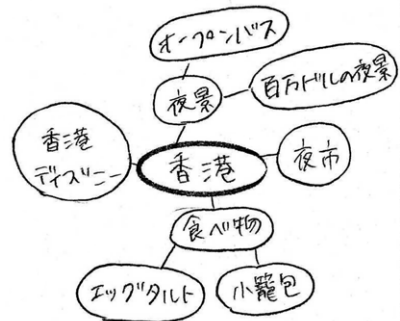 オープンバス
夜景
百万ドルの夜景
香港
ディズニー
香港
夜市
食べ物
エッグタルト
小籠包